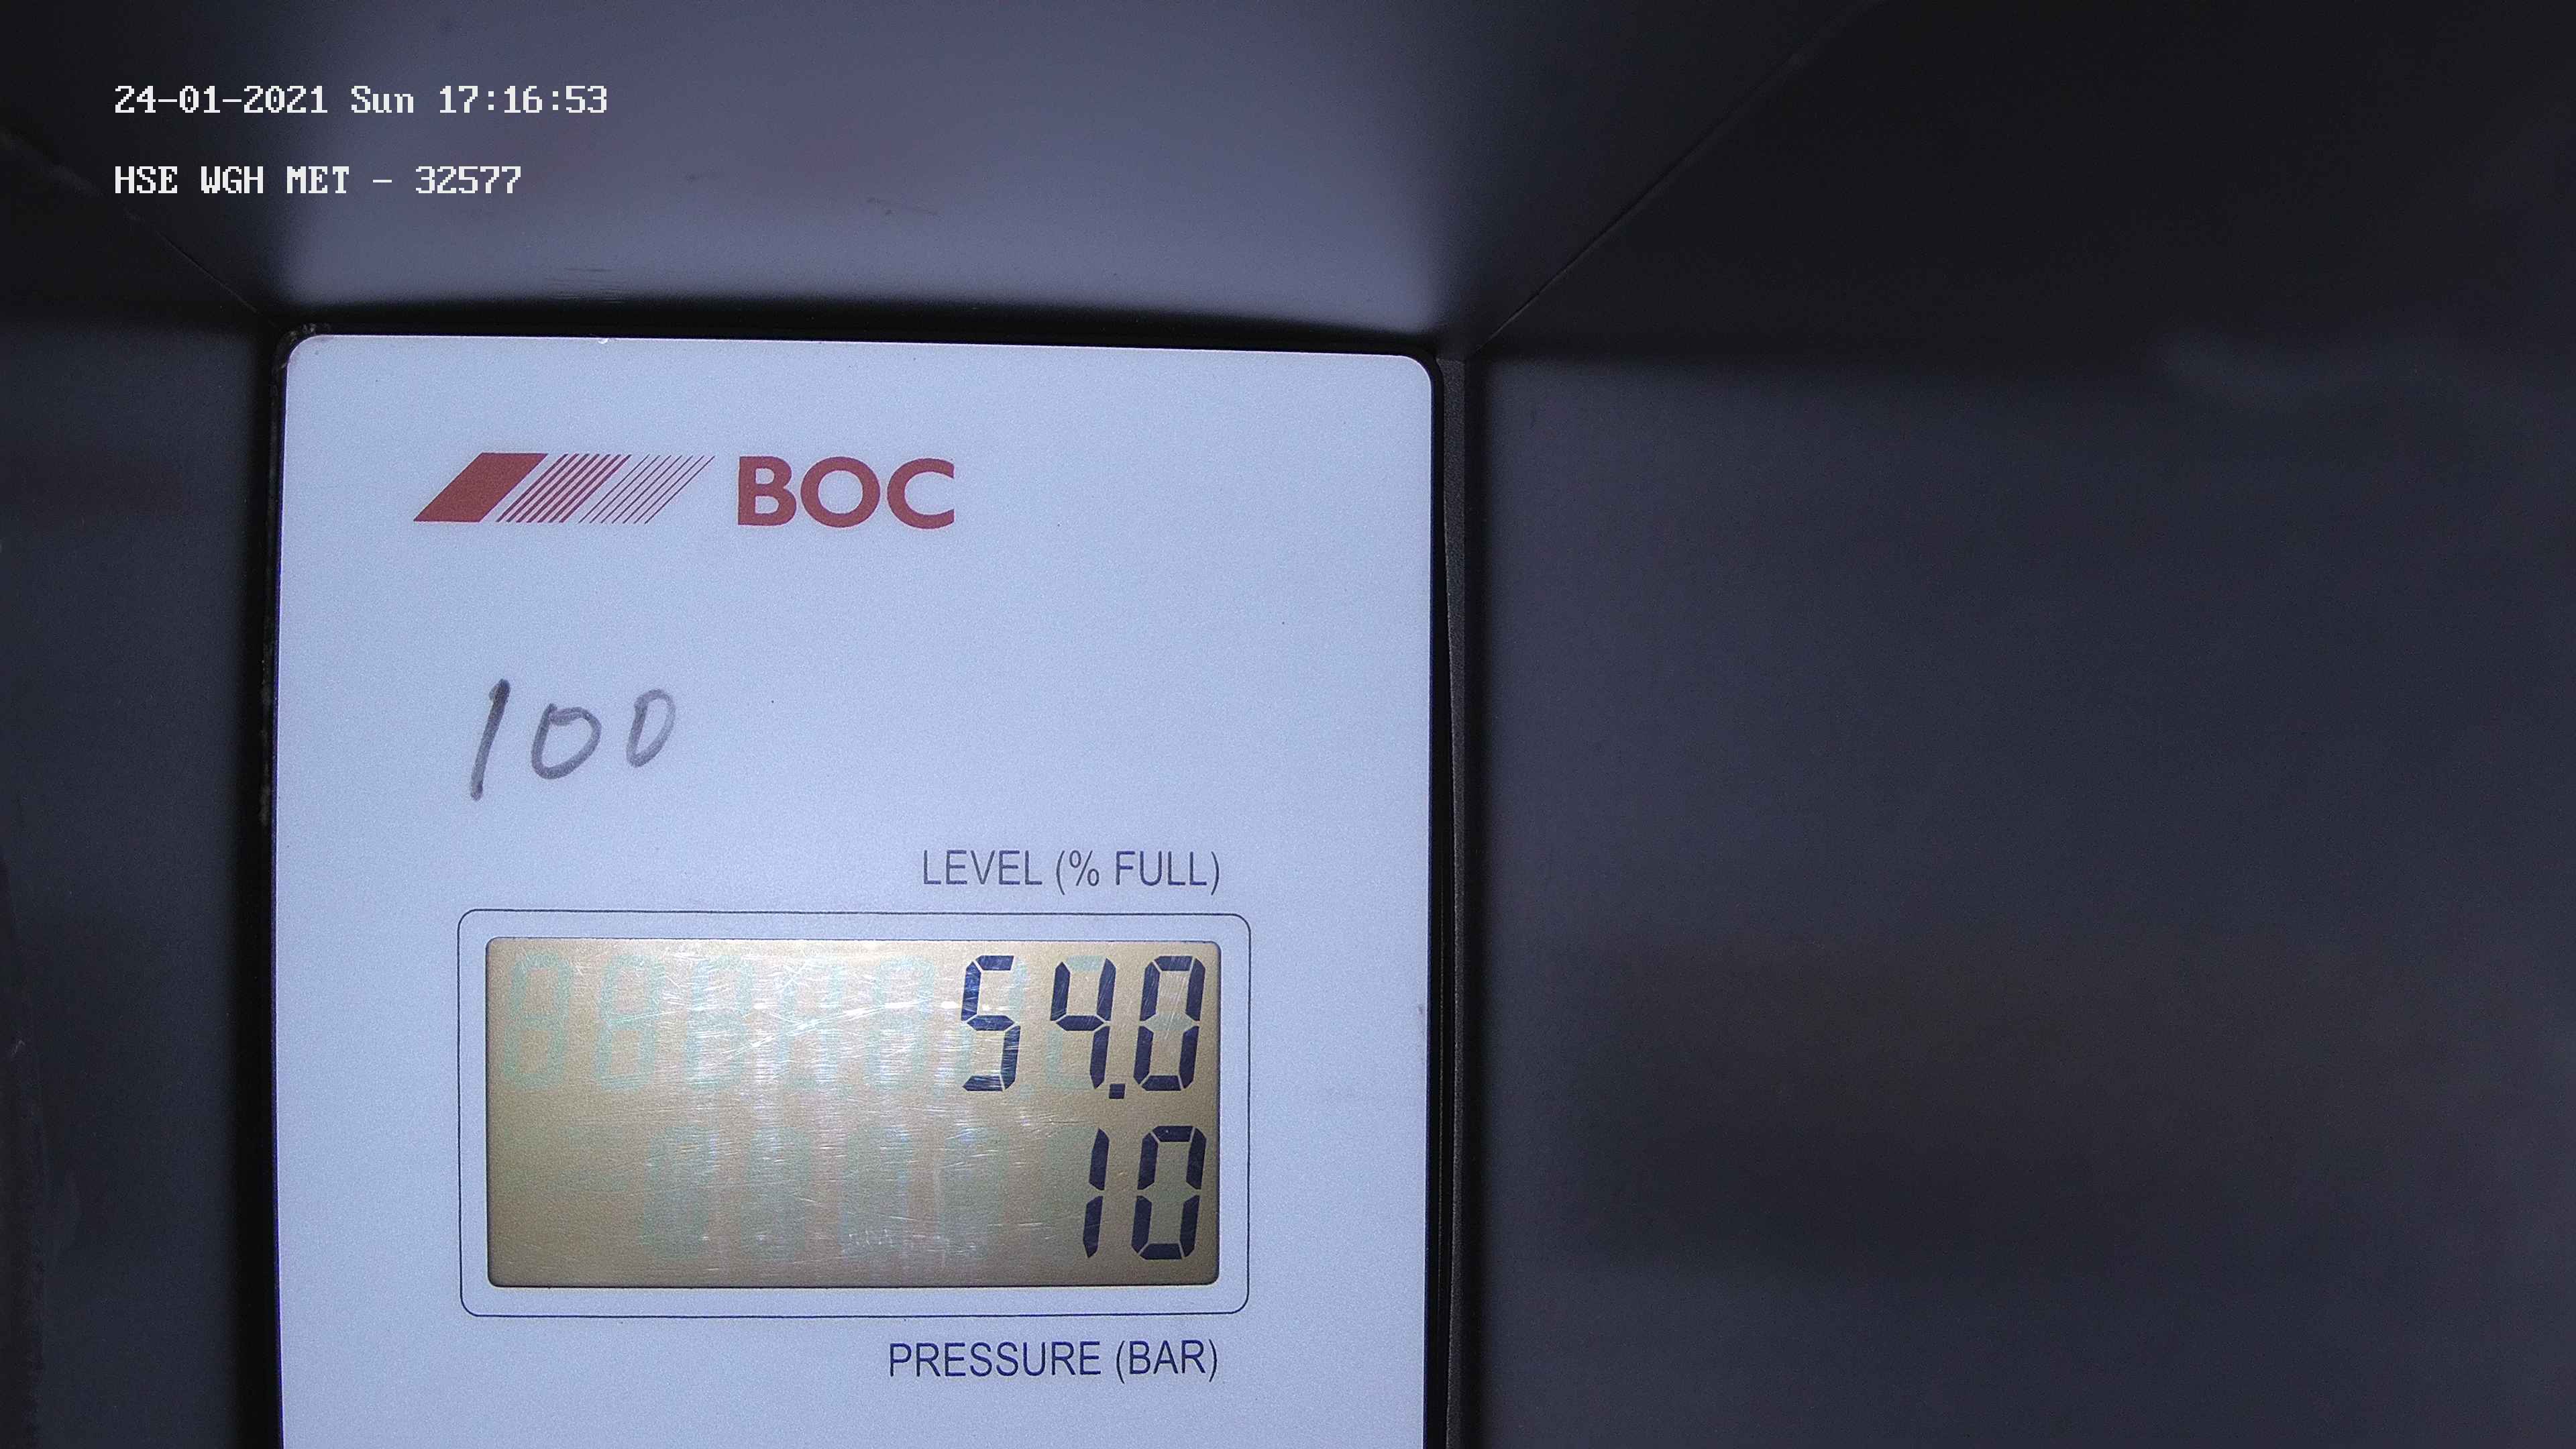 24-01-2021 Sun 17:16:53
HSE WGH MET - 32577
BOC
100
LEVEL (% FULL)
54.0
10
PRESSURE (BAR)